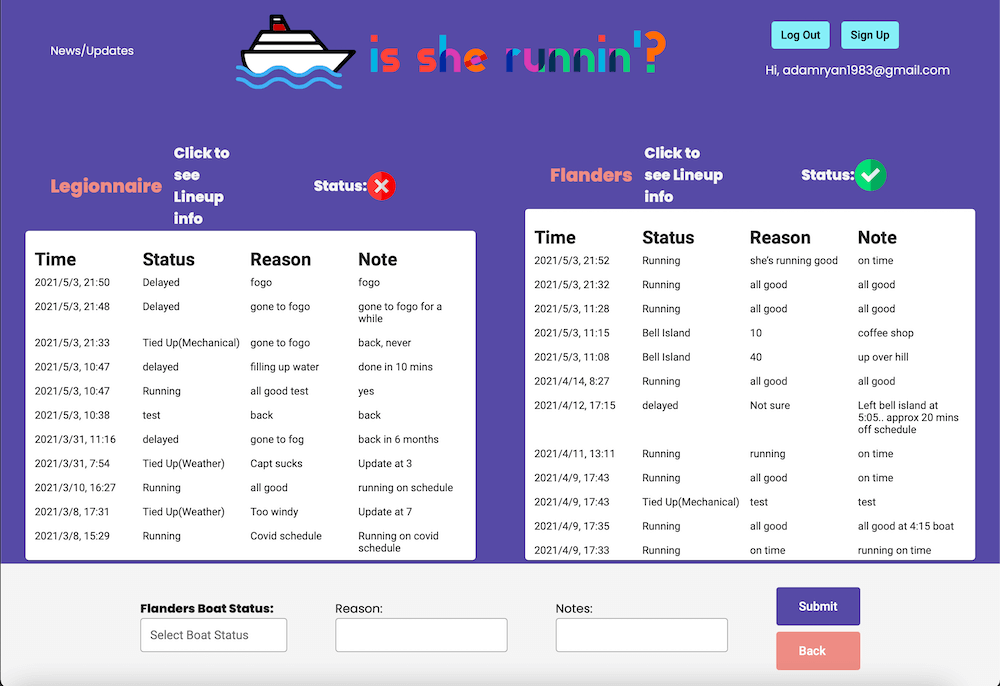 News/Updates
is she runnin'?
Log Out
Sign Up
Hi, adamryan1983@gmail.com
Legionnaire
Click to
see
Lineup
info
Status:
Time Status Reason Note
2021/5/3, 21:50 Delayed fogo fogo
2021/5/3, 21:48 Delayed gone to fogo gone to fogo for a
while
2021/5/3, 21:33 Tied Up(Mechanical) gone to fogo back, never
2021/5/3, 10:47 delayed filling up water done in 10 mins
2021/5/3, 10:47 Running all good test yes
2021/5/3, 10:38 test back back
2021/3/31, 11:16 delayed gone to fog back in 6 months
2021/3/31, 7:54 Tied Up(Weather) Capt sucks Update at 3
2021/3/10, 16:27 Running all good running on schedule
2021/3/8, 17:31 Tied Up(Weather) Too windy Update at 7
2021/3/8, 15:29 Running Covid schedule Running on covid
schedule
Flanders
Click to
see Lineup
info
Status:
Time Status Reason Note
2021/5/3, 21:52 Running she's running good on time
2021/5/3, 21:32 Running all good all good
2021/5/3, 11:28 Running all good all good
2021/5/3, 11:15 Bell Island 10 coffee shop
2021/5/3, 11:08 Bell Island 40 up over hill
2021/4/14, 8:27 Running all good all good
2021/4/12, 17:15 delayed Not sure Left bell island at
5:05.. approx 20 mins
off schedule
2021/4/11, 13:11 Running running on time
2021/4/9, 17:43 Running all good on time
2021/4/9, 17:43 Tied Up(Mechanical) test test
2021/4/9, 17:35 Running all good all good at 4:15 boat
2021/4/9, 17:33 Running on time running on time
Flanders Boat Status:
Select Boat Status
Reason:
Notes:
Submit
Back